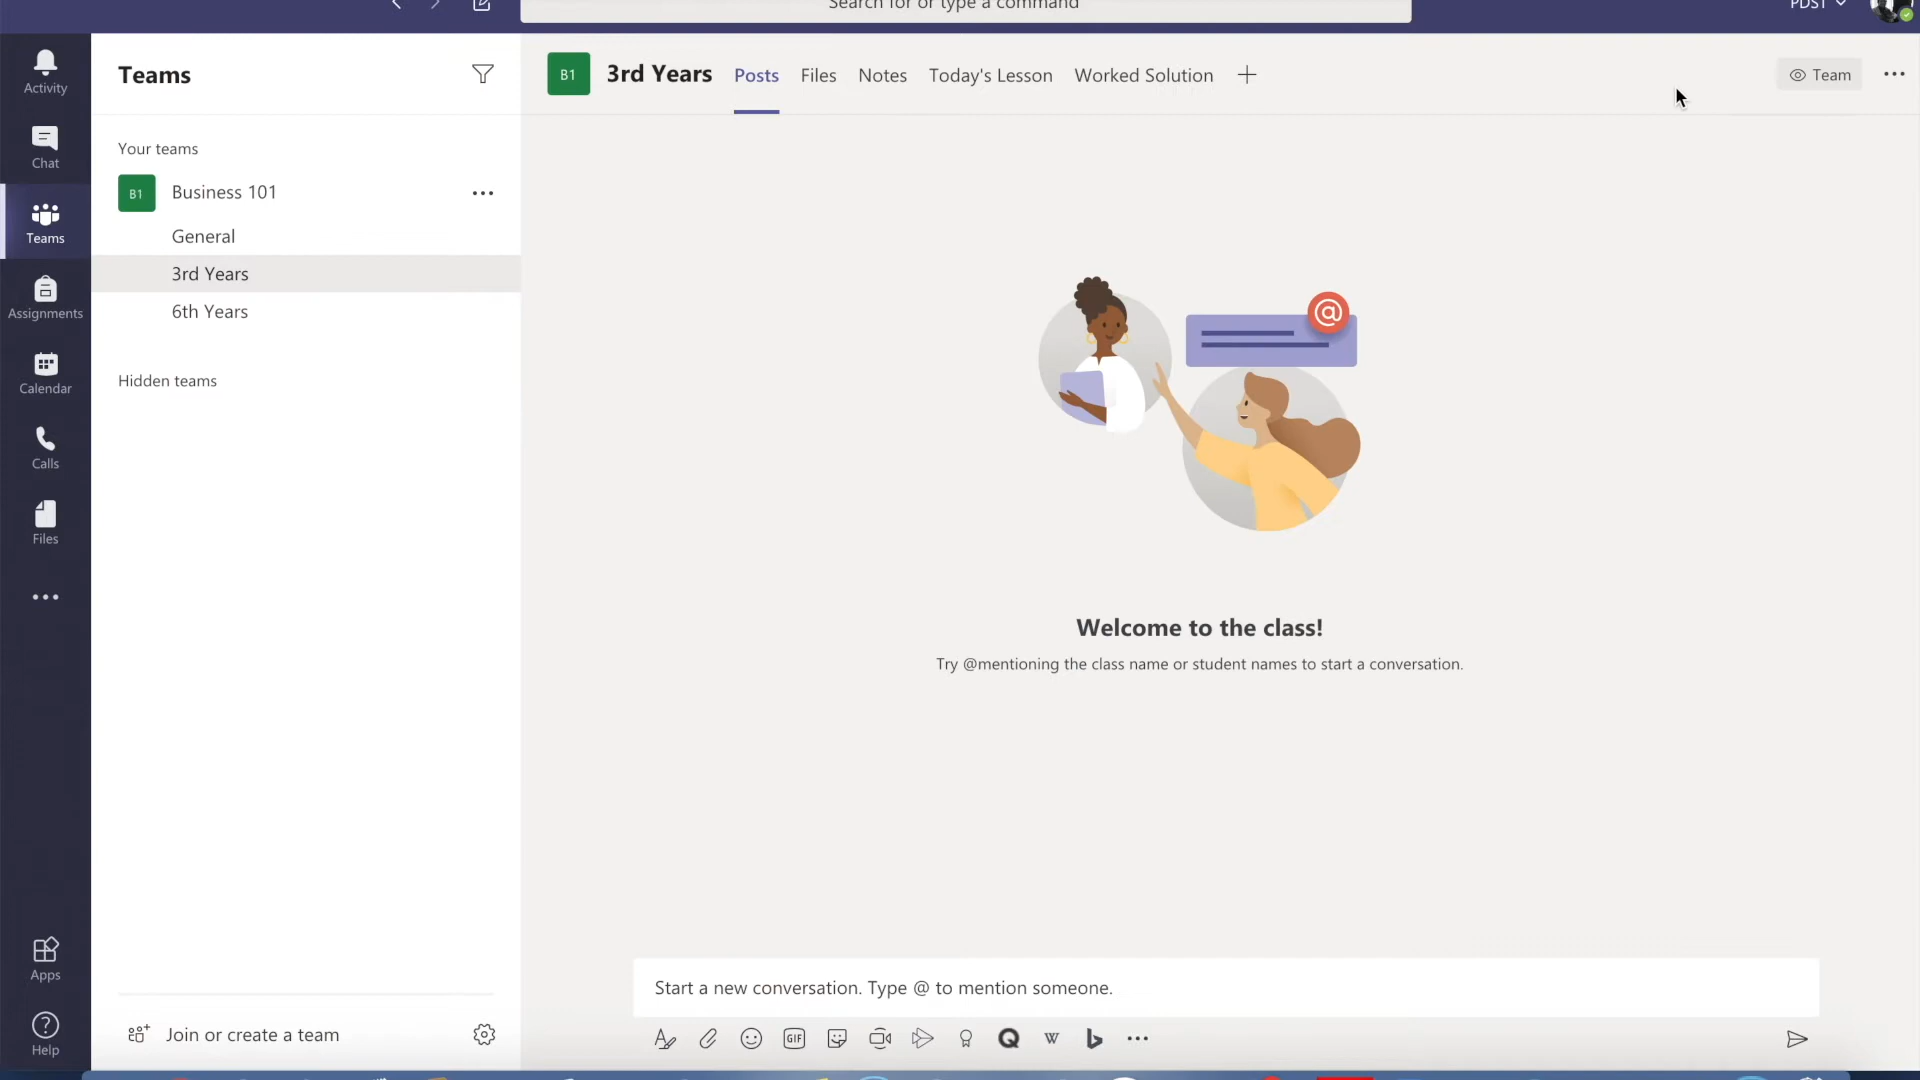 Search for or type a command
PDST
Activity
Chat
Teams
Assignments
Calendar
Calls
Files
Apps
Help
Teams
Your teams
B1 Business 101
General
3rd Years
6th Years
Hidden teams
Join or create a team
B1 3rd Years Posts Files Notes Today's Lesson Worked Solution
Team
@
Welcome to the class!
Try @mentioning the class name or student names to start a conversation.
Start a new conversation. Type @ to mention someone.
GIF
Q
W